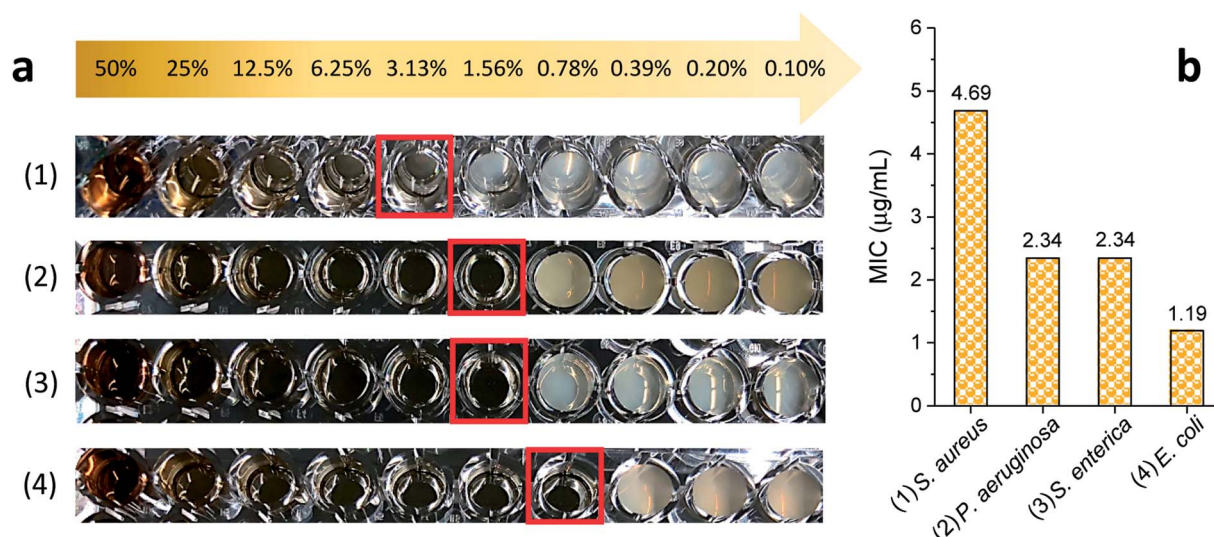 a
50% 25% 12.5% 6.25% 3.13% 1.56% 0.78% 0.39% 0.20% 0.10%
(1)
(2)
(3)
(4)
b
MIC (µg/mL)
6
5
4
3
2
1
0
4.69
2.34
2.34
1.19
(1) S. aureus
(2) P. aeruginosa
(3) S. enterica
(4) E. coli